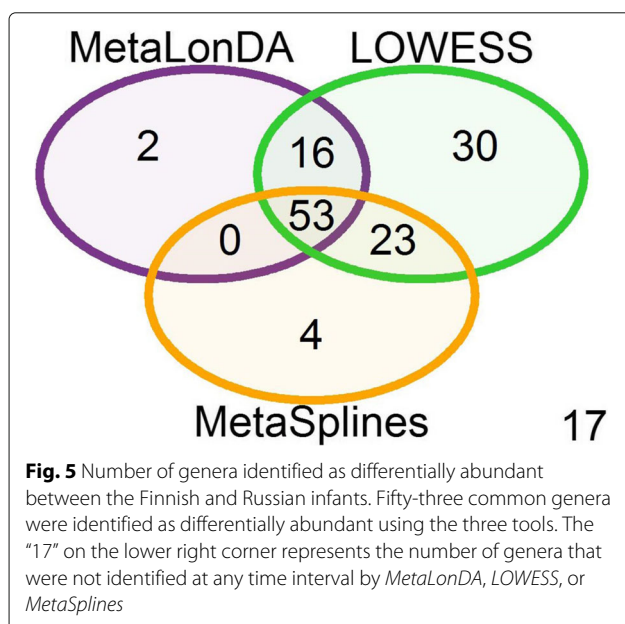 MetaLonDA LOWESS
2 16 30
53
0 23
4
MetaSplines 17
Fig. 5 Number of genera identified as differentially abundant
between the Finnish and Russian infants. Fifty-three common genera
were identified as differentially abundant using the three tools. The
“17” on the lower right corner represents the number of genera that
were not identified at any time interval by MetaLonDA, LOWESS, or
MetaSplines